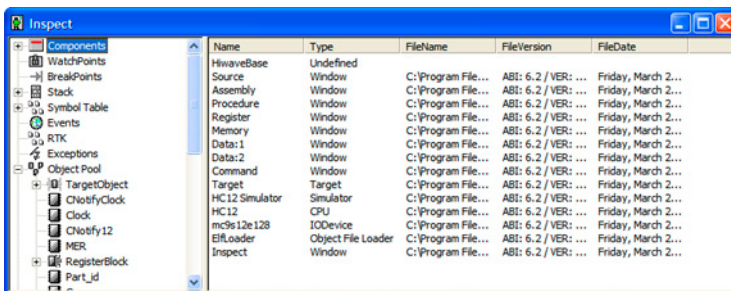 Inspect
Components
WatchPoints
BreakPoints
Stack
Symbol Table
Events
RTK
Exceptions
Object Pool
TargetObject
CNotifyClock
Clock
CNotify12
MER
RegisterBlock
Part_id
Name Type FileName FileVersion FileDate
HiwaveBase Undefined
Source Window C:\Program File... ABI: 6.2 / VER: ... Friday, March 2...
Assembly Window C:\Program File... ABI: 6.2 / VER: ... Friday, March 2...
Procedure Window C:\Program File... ABI: 6.2 / VER: ... Friday, March 2...
Register Window C:\Program File... ABI: 6.2 / VER: ... Friday, March 2...
Memory Window C:\Program File... ABI: 6.2 / VER: ... Friday, March 2...
Data:1 Window C:\Program File... ABI: 6.2 / VER: ... Friday, March 2...
Data:2 Window C:\Program File... ABI: 6.2 / VER: ... Friday, March 2...
Command Window C:\Program File... ABI: 6.2 / VER: ... Friday, March 2...
Target Target C:\Program File... ABI: 6.2 / VER: ... Friday, March 2...
HC12 Simulator Simulator C:\Program File... ABI: 6.2 / VER: ... Friday, March 2...
HC12 CPU C:\Program File... ABI: 6.2 / VER: ... Friday, March 2...
mc9s12e128 IODevice C:\Program File... ABI: 6.2 / VER: ... Friday, March 2...
ElfLoader Object File Loader C:\Program File... ABI: 6.2 / VER: ... Friday, March 2...
Inspect Window C:\Program File... ABI: 6.2 / VER: ... Friday, March 2...